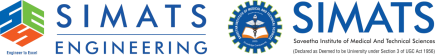 SSE
SIMATS
ENGINEERING
Engineer to Excel
SIMATS
Saveetha Institute of Medical And Technical Sciences
(Declared as Deemed to be University under Section 3 of UGC Act 1956)